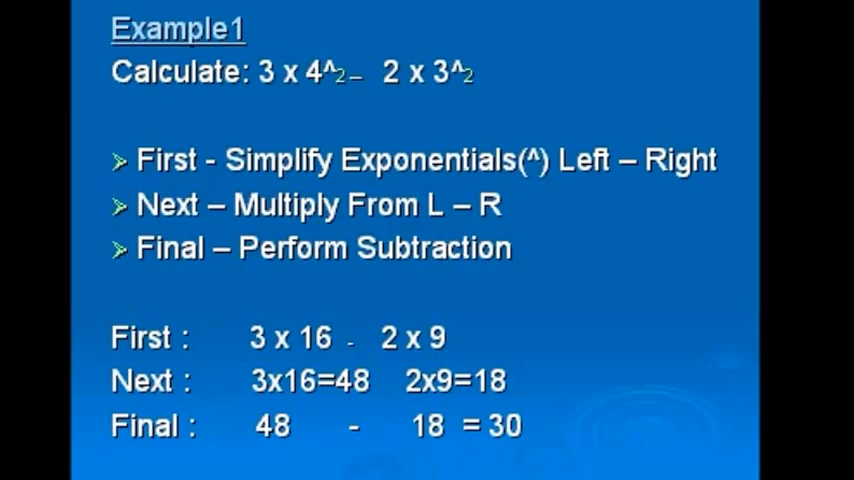 Example1
Calculate: 3 x 4^2 – 2 x 3^2
➢ First - Simplify Exponentials(^) Left – Right
➢ Next – Multiply From L – R
➢ Final – Perform Subtraction
First : 3 x 16 - 2 x 9
Next : 3x16=48 2x9=18
Final : 48 - 18 = 30